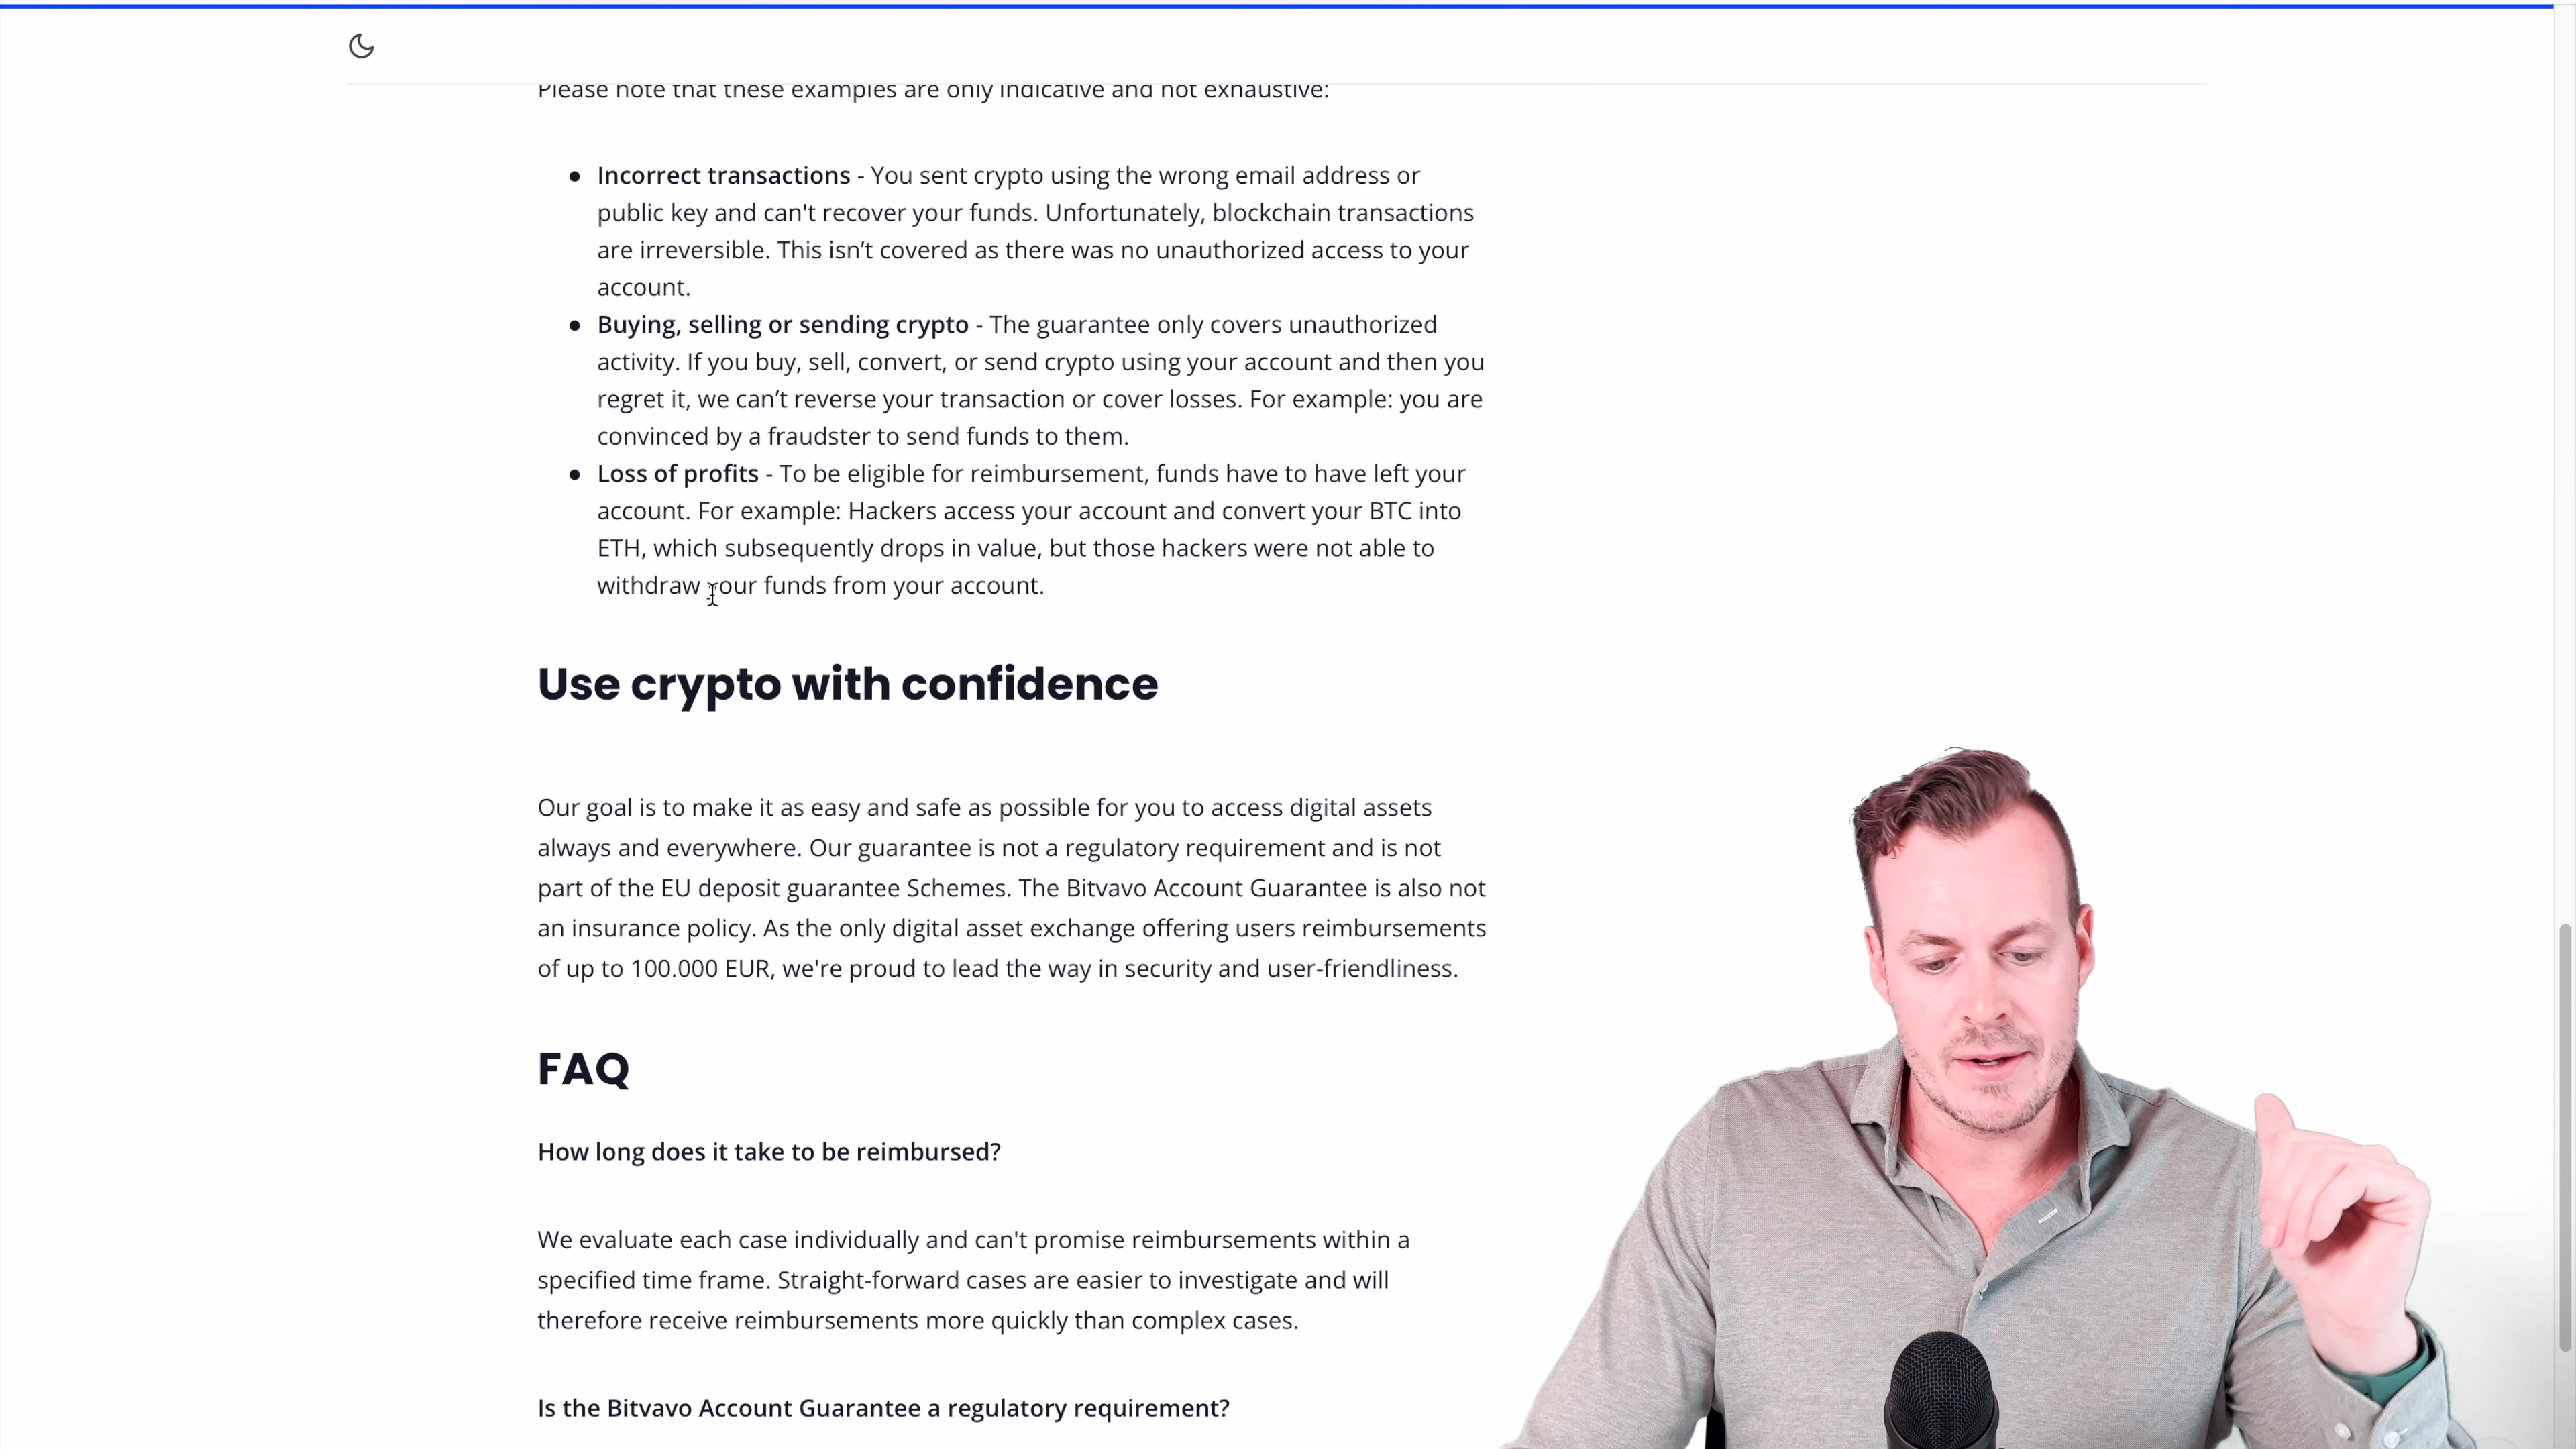 Please note that these examples are only indicative and not exhaustive:
● Incorrect transactions - You sent crypto using the wrong email address or
public key and can't recover your funds. Unfortunately, blockchain transactions
are irreversible. This isn’t covered as there was no unauthorized access to your
account.
● Buying, selling or sending crypto - The guarantee only covers unauthorized
activity. If you buy, sell, convert, or send crypto using your account and then you
regret it, we can’t reverse your transaction or cover losses. For example: you are
convinced by a fraudster to send funds to them.
● Loss of profits - To be eligible for reimbursement, funds have to have left your
account. For example: Hackers access your account and convert your BTC into
ETH, which subsequently drops in value, but those hackers were not able to
withdraw your funds from your account.
Use crypto with confidence
Our goal is to make it as easy and safe as possible for you to access digital assets
always and everywhere. Our guarantee is not a regulatory requirement and is not
part of the EU deposit guarantee Schemes. The Bitvavo Account Guarantee is also not
an insurance policy. As the only digital asset exchange offering users reimbursements
of up to 100.000 EUR, we're proud to lead the way in security and user-friendliness.
FAQ
How long does it take to be reimbursed?
We evaluate each case individually and can't promise reimbursements within a
specified time frame. Straight-forward cases are easier to investigate and will
therefore receive reimbursements more quickly than complex cases.
Is the Bitvavo Account Guarantee a regulatory requirement?